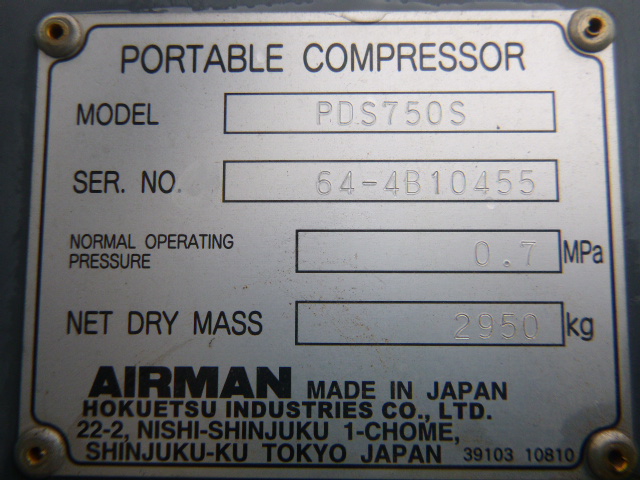 PORTABLE COMPRESSOR
MODEL PDS750S
SER. NO. 64-4B10455
NORMAL OPERATING
PRESSURE 0.7 MPa
NET DRY MASS 2950 kg
AIRMAN MADE IN JAPAN
HOKUETSU INDUSTRIES CO., LTD.
22-2, NISHI-SHINJUKU 1-CHOME,
SHINJUKU-KU TOKYO JAPAN 39103 10810